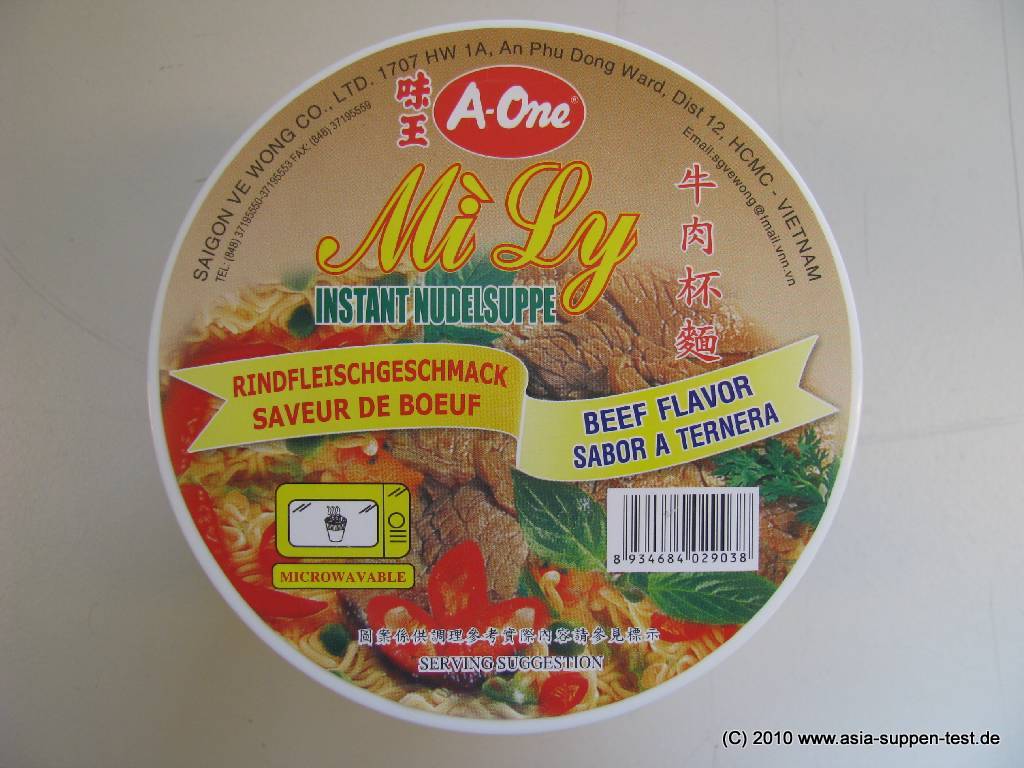 SAIGON VE WONG CO., LTD. 1707 HW 1A, An Phu Dong Ward, Dist 12, HCMC - VIETNAM
TEL: (848) 37195550-37195553 FAX: (848) 37195559
Email:sgvewong@tmail.vnn.vn
味王
A-One®
Mì Ly
INSTANT NUDELSUPPE
牛肉杯麵
RINDFLEISCHGESCHMACK
SAVEUR DE BOEUF
BEEF FLAVOR
SABOR A TERNERA
MICROWAVABLE
8 934684 029038
圖案係供調理參考實際內容請參見標示
SERVING SUGGESTION
(C) 2010 www.asia-suppen-test.de